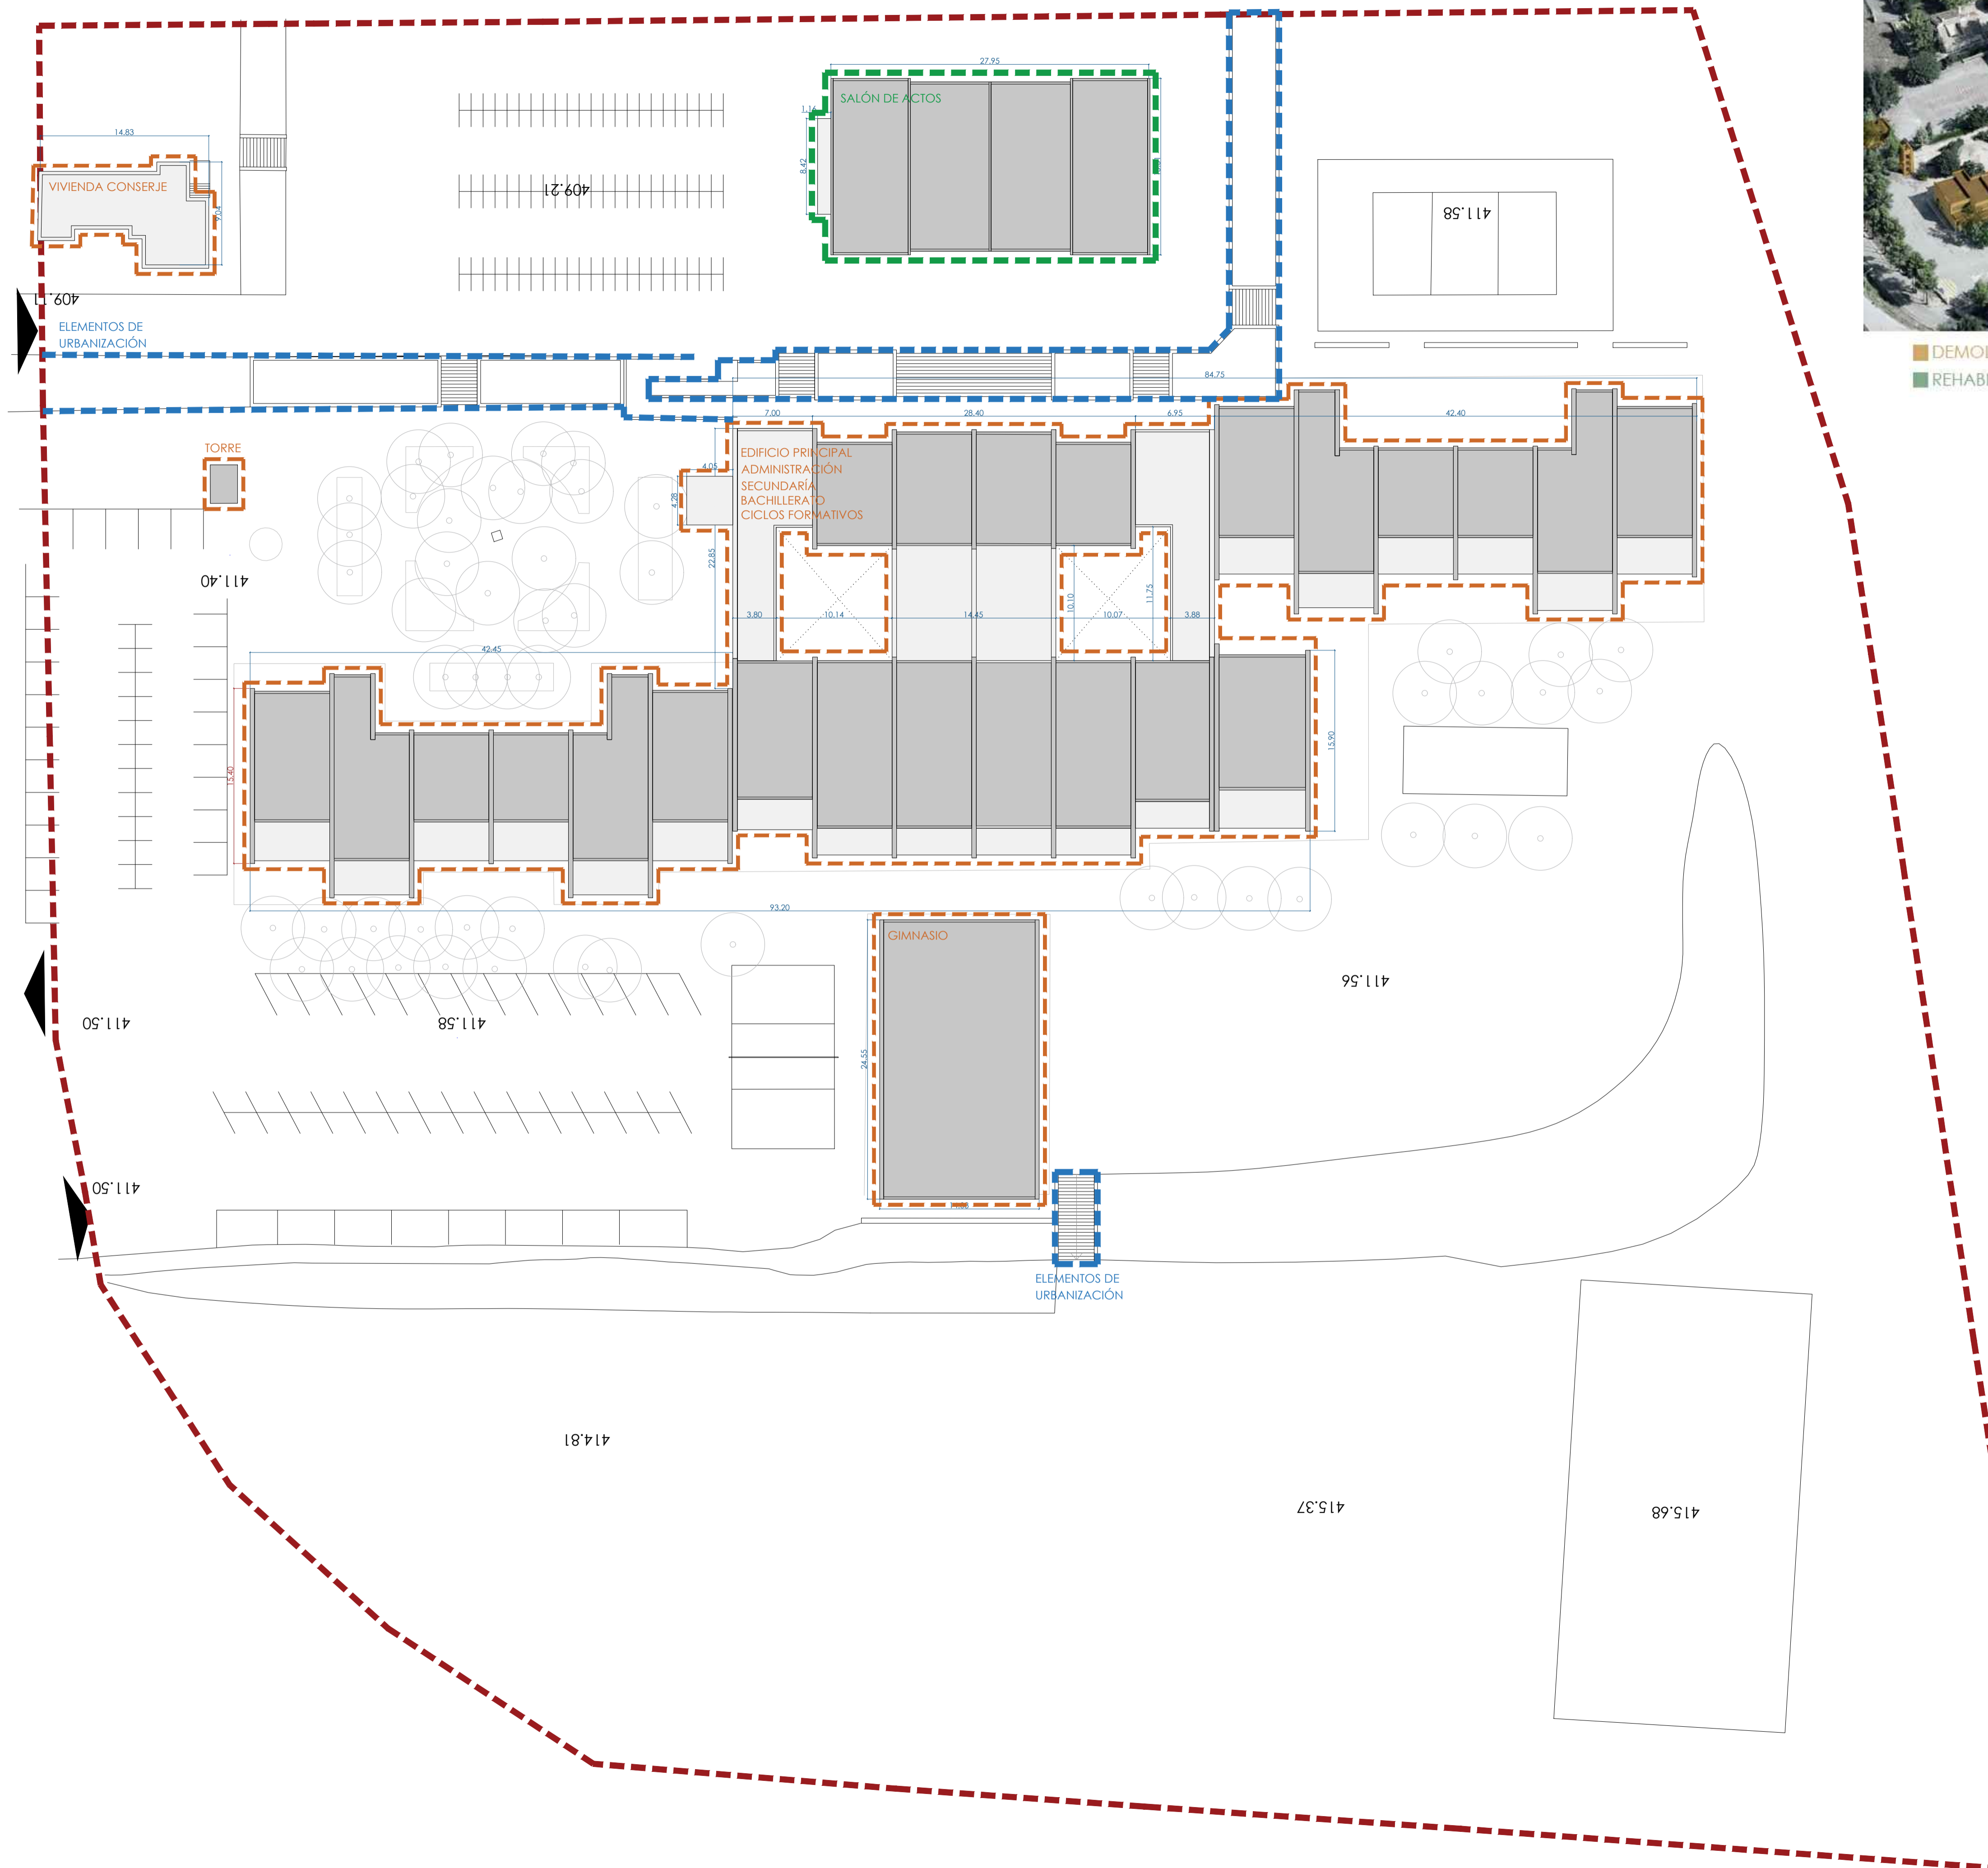 27.95
SALÓN DE ACTOS
1.16
8.42
14.83
VIVIENDA CONSERJE
9.04
409.21
411.58
409.11
ELEMENTOS DE
URBANIZACIÓN
DEMOL
REHABI
84.75
7.00
28.40
6.95
42.40
TORRE
EDIFICIO PRINCIPAL
ADMINISTRACIÓN
SECUNDARÍA
BACHILLERATO
CICLOS FORMATIVOS
4.05
4.28
22.85
411.40
3.80
10.14
14.45
10.10
10.07
11.75
3.88
42.45
15.40
15.90
93.20
GIMNASIO
24.55
411.56
411.50
411.58
411.50
ELEMENTOS DE
URBANIZACIÓN
414.81
415.37
415.68